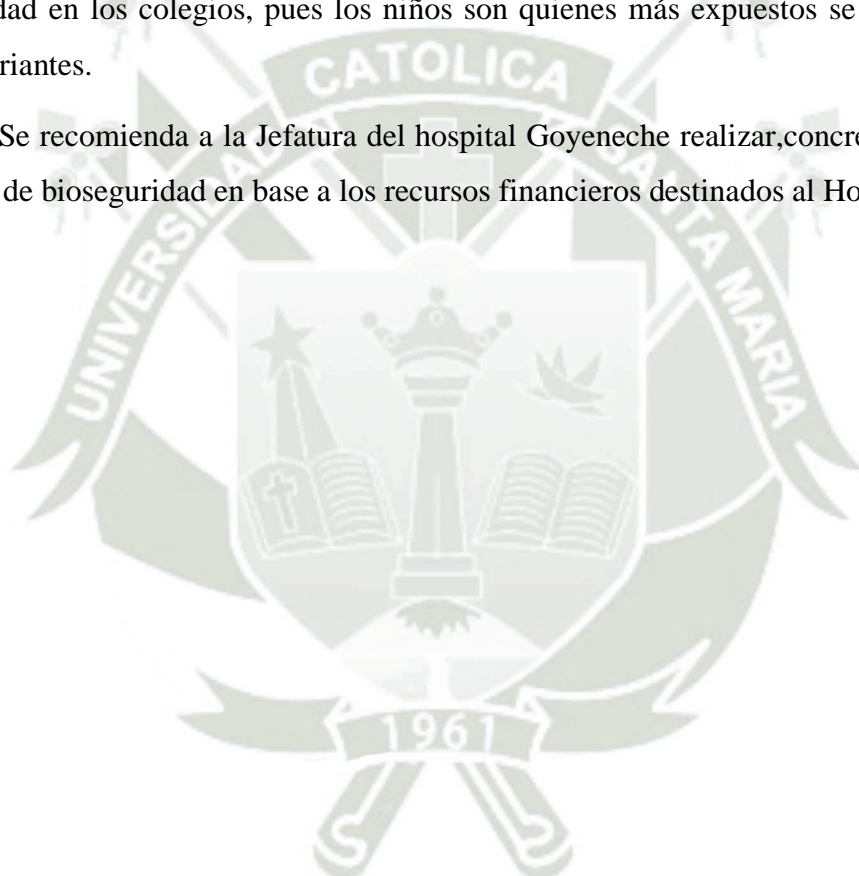 dad en los colegios, pues los niños son quienes más expuestos se
riantes.
Se recomienda a la Jefatura del hospital Goyeneche realizar,concre
de bioseguridad en base a los recursos financieros destinados al Ho
UNIVERSIDAD CATOLICA SANTA MARIA
1961